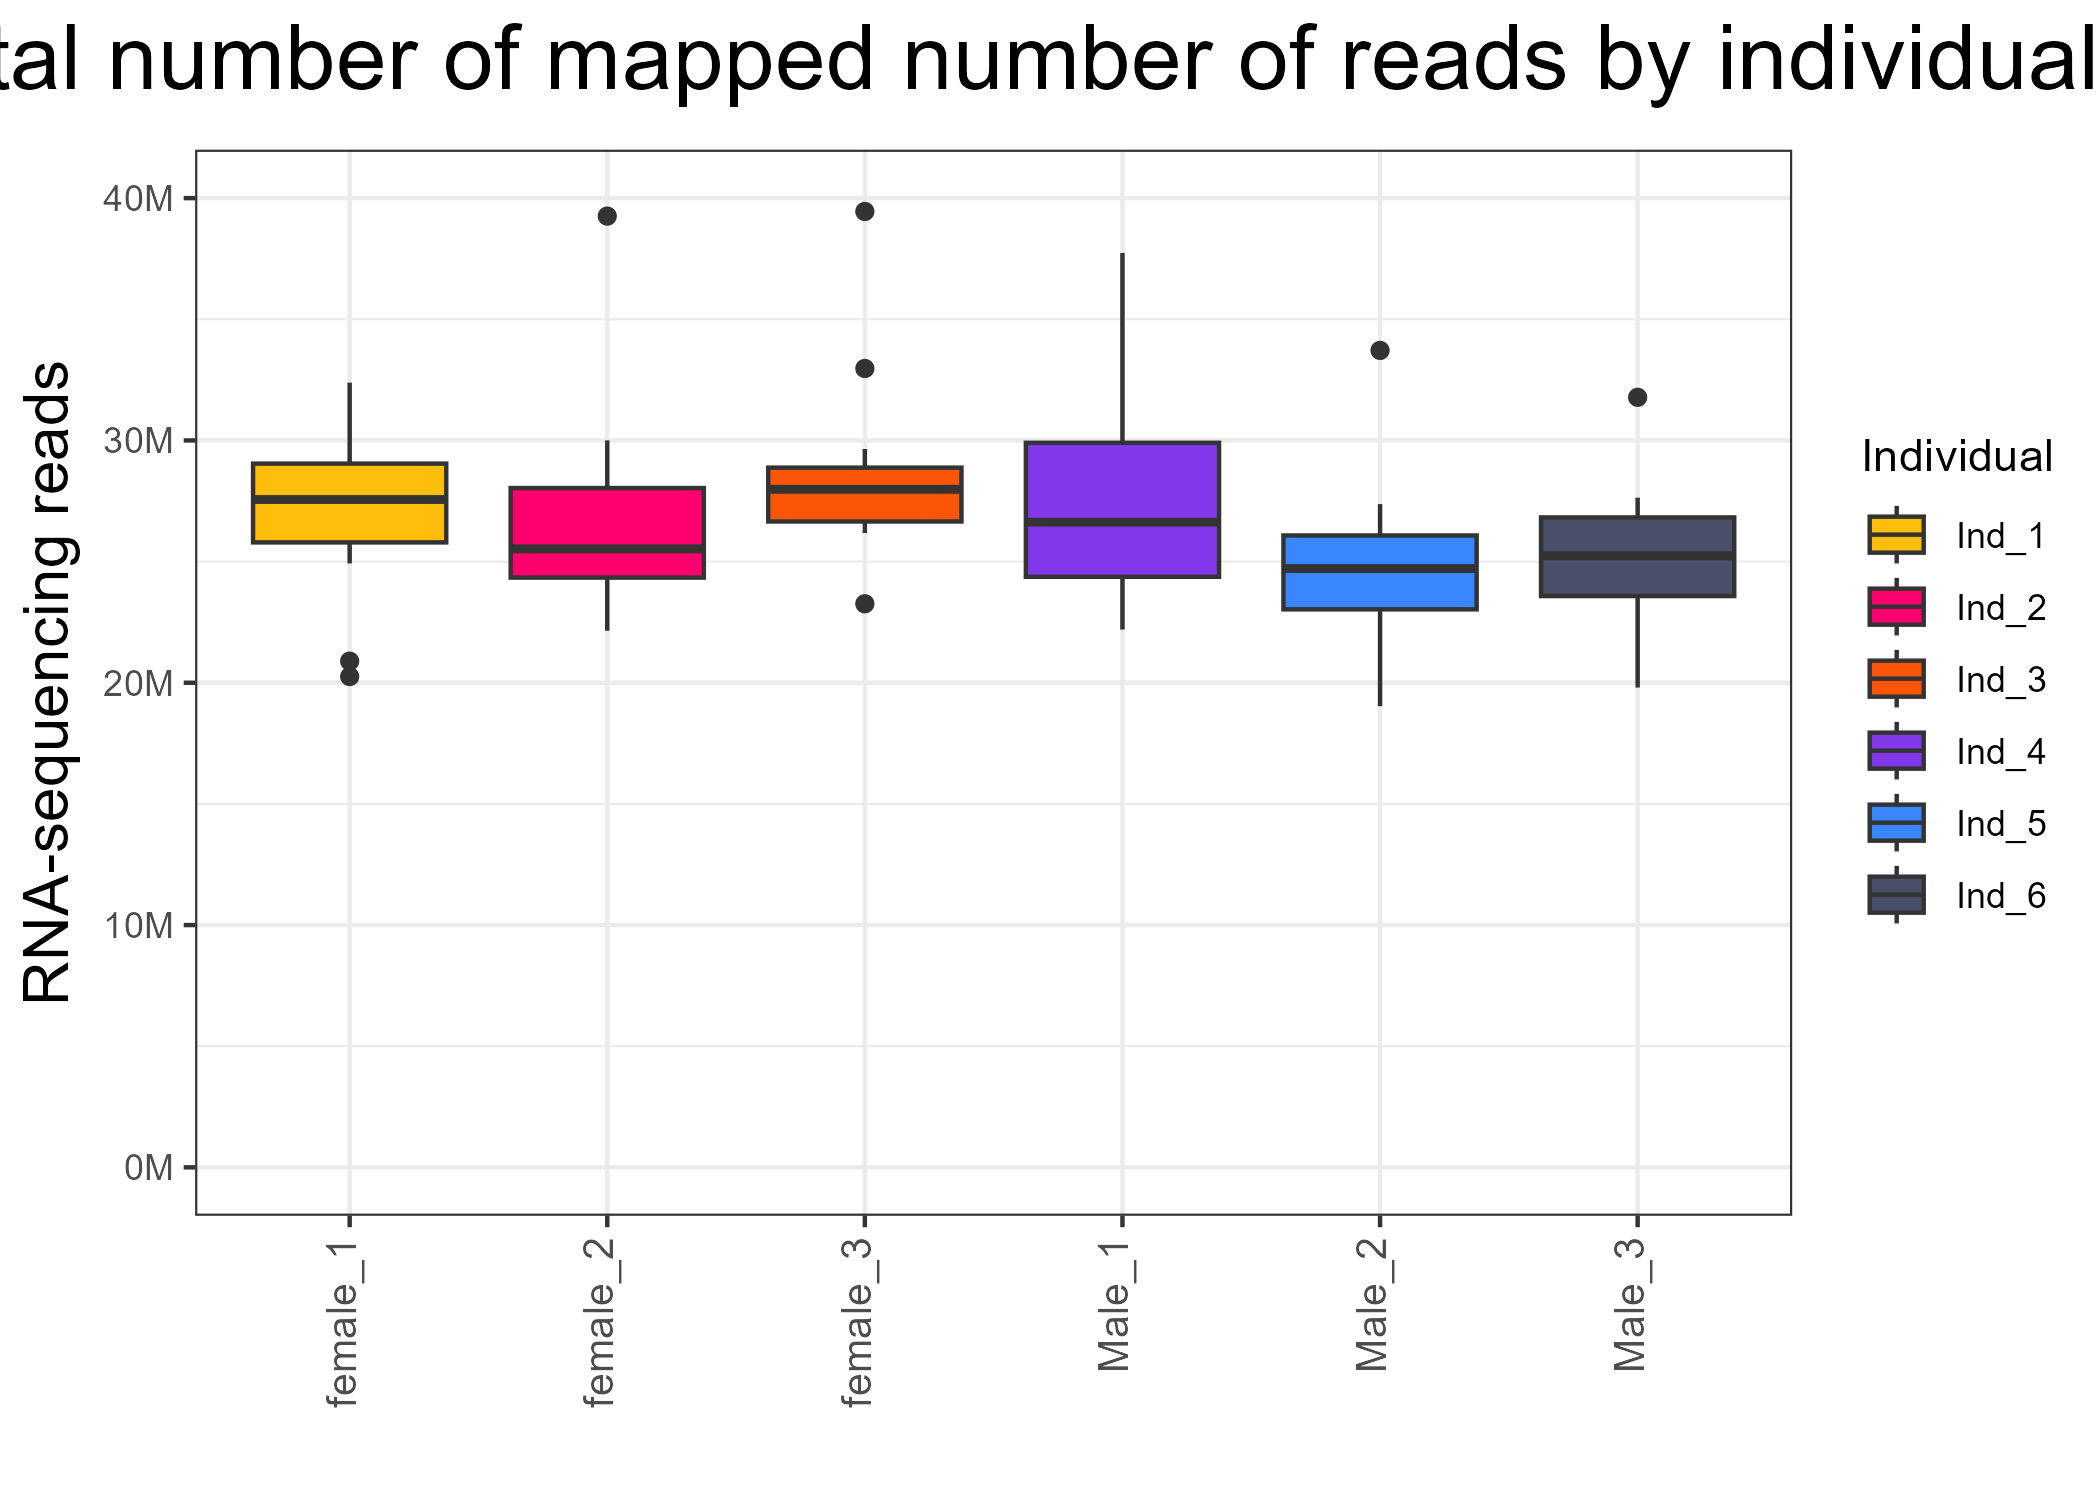 tal number of mapped number of reads by individual
40M
30M
20M
10M
0M
RNA-sequencing reads
female_1
female_2
female_3
Male_1
Male_2
Male_3
Individual
Ind_1
Ind_2
Ind_3
Ind_4
Ind_5
Ind_6